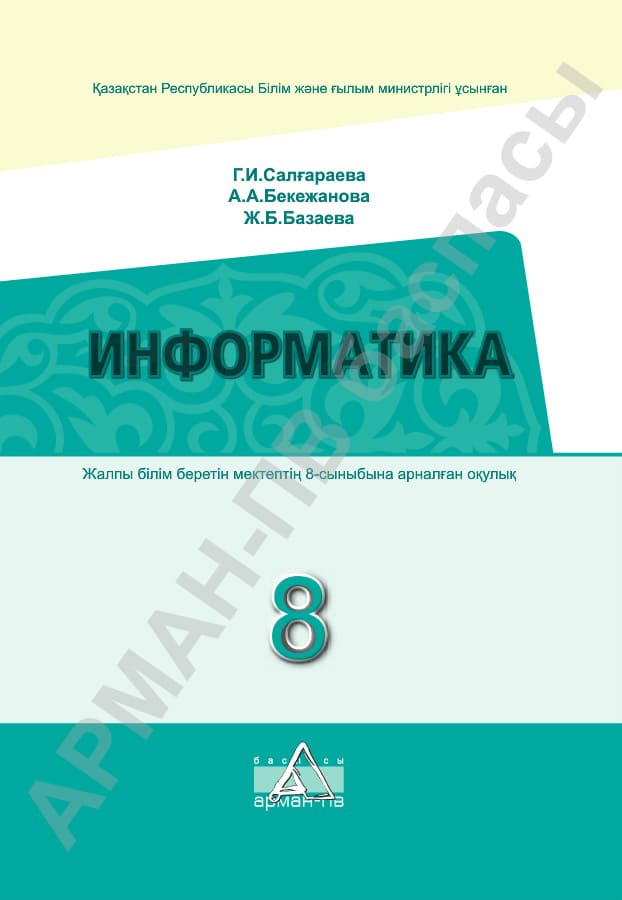 Қазақстан Республикасы Білім және ғылым министрлігі ұсынған
Г.И.Салғараева
А.А.Бекежанова
Ж.Б.Базаева
ИНФОРМАТИКА
Жалпы білім беретін мектептің 8-сыныбына арналған оқулық
8
баспасы
арман-пв
АРМАН-ПВ баспасы